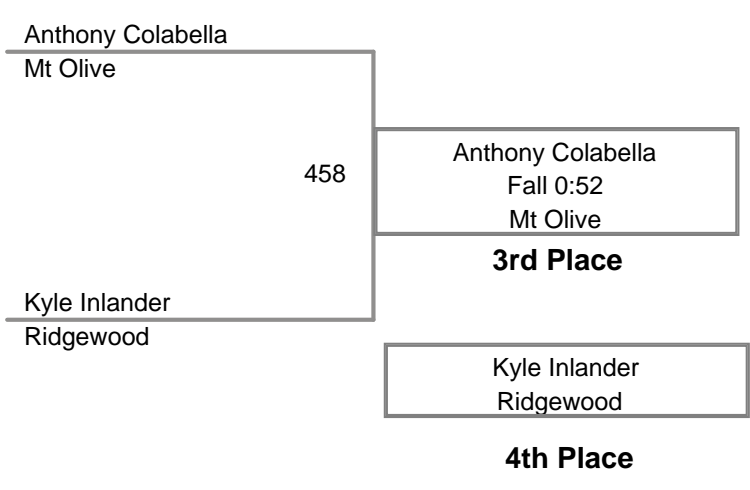 Anthony Colabella
Mt Olive
458
Anthony Colabella
Fall 0:52
Mt Olive
3rd Place
Kyle Inlander
Ridgewood
Kyle Inlander
Ridgewood
4th Place